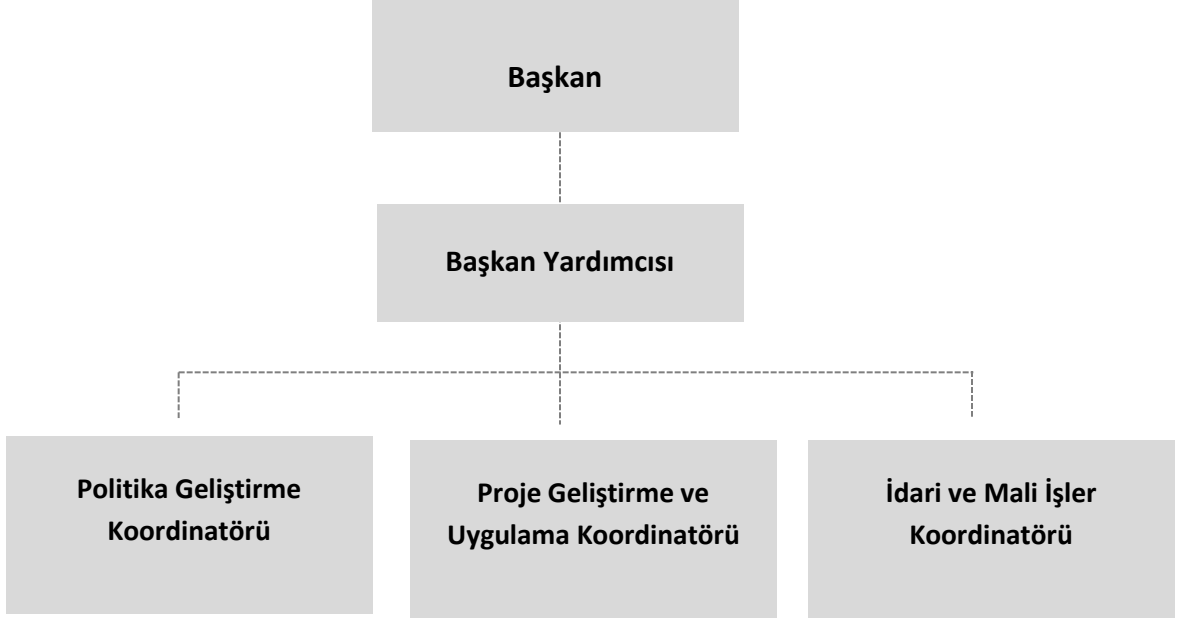 Başkan
Başkan Yardımcısı
Politika Geliştirme
Koordinatörü
Proje Geliştirme ve
Uygulama Koordinatörü
İdari ve Mali İşler
Koordinatörü